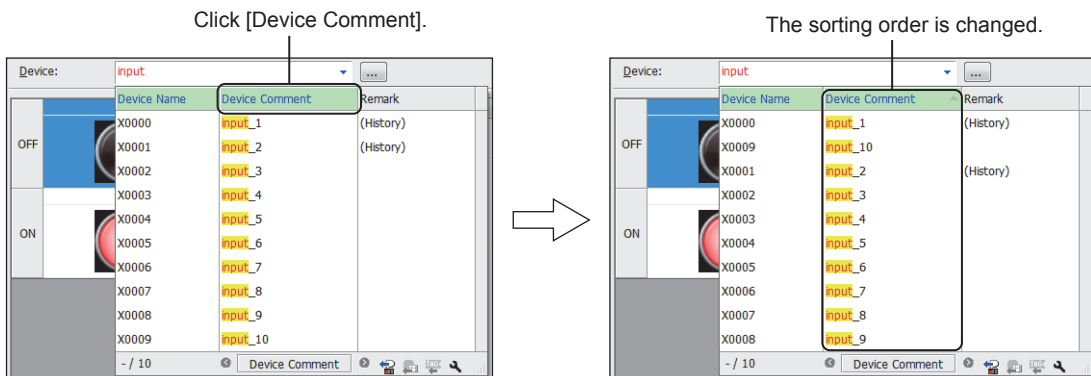 Click [Device Comment].
Device: input ...
Device Name Device Comment Remark
X0000 input_1 (History)
X0001 input_2 (History)
X0002 input_3
X0003 input_4
X0004 input_5
X0005 input_6
X0006 input_7
X0007 input_8
X0008 input_9
X0009 input_10
OFF
ON
- / 10 Device Comment
The sorting order is changed.
Device: input ...
Device Name Device Comment Remark
X0000 input_1 (History)
X0009 input_10
X0001 input_2 (History)
X0002 input_3
X0003 input_4
X0004 input_5
X0005 input_6
X0006 input_7
X0007 input_8
X0008 input_9
OFF
ON
- / 10 Device Comment